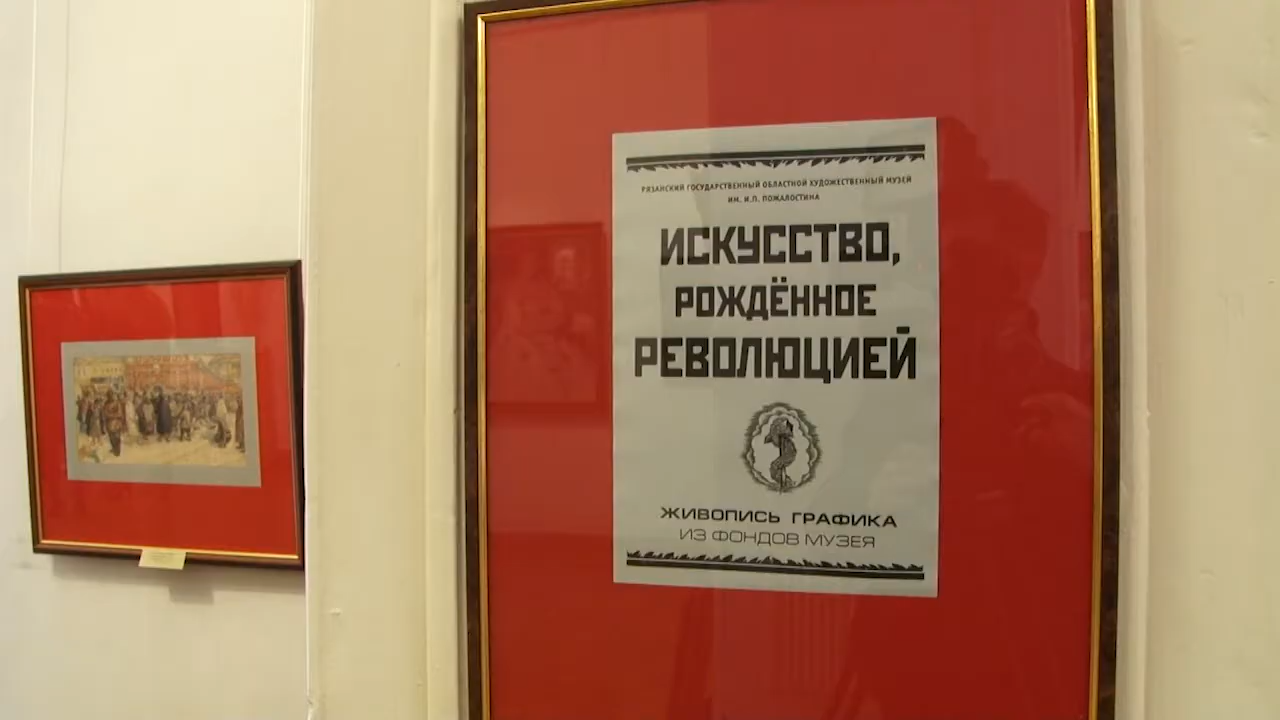 РЯЗАНСКИЙ ГОСУДАРСТВЕННЫЙ ОБЛАСТНОЙ ХУДОЖЕСТВЕННЫЙ МУЗЕЙ
ИМ. И.П. ПОЖАЛОСТИНА
ИСКУССТВО,
РОЖДЁННОЕ
РЕВОЛЮЦИЕЙ
ЖИВОПИСЬ ГРАФИКА
ИЗ ФОНДОВ МУЗЕЯ